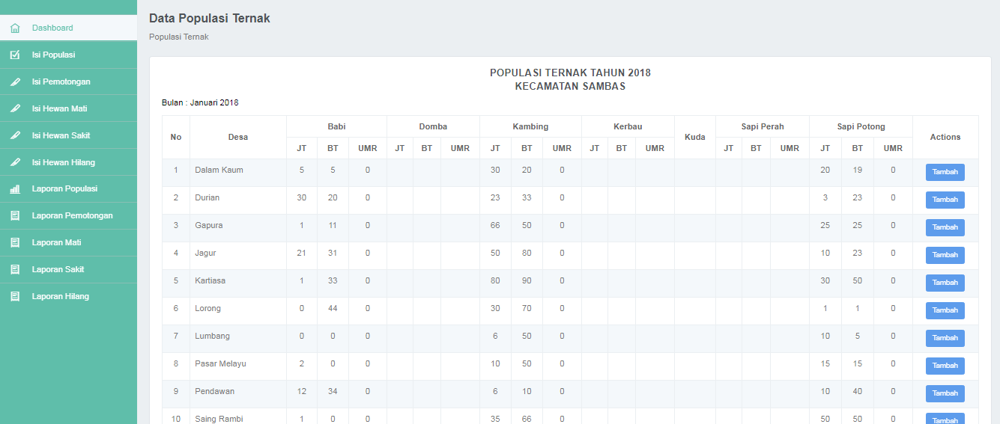 Dashboard
Isi Populasi
Isi Pemotongan
Isi Hewan Mati
Isi Hewan Sakit
Isi Hewan Hilang
Laporan Populasi
Laporan Pemotongan
Laporan Mati
Laporan Sakit
Laporan Hilang
Data Populasi Ternak
Populasi Ternak
POPULASI TERNAK TAHUN 2018
KECAMATAN SAMBAS
Bulan : Januari 2018
No Desa Babi Domba Kambing Kerbau Kuda Sapi Perah Sapi Potong Actions
JT BT UMR JT BT UMR JT BT UMR JT BT UMR JT BT UMR JT BT UMR
1 Dalam Kaum 5 5 0 30 20 0 20 19 0 Tambah
2 Durian 30 20 0 23 33 0 3 23 0 Tambah
3 Gapura 1 11 0 66 50 0 25 25 0 Tambah
4 Jagur 21 31 0 50 80 0 10 23 0 Tambah
5 Kartiasa 1 33 0 80 90 0 30 50 0 Tambah
6 Lorong 0 44 0 30 70 0 1 1 0 Tambah
7 Lumbang 0 0 0 6 50 0 10 5 0 Tambah
8 Pasar Melayu 2 0 0 10 50 0 15 15 0 Tambah
9 Pendawan 12 34 0 6 10 0 10 40 0 Tambah
10 Saing Rambi 1 0 0 35 66 0 50 50 0 Tambah